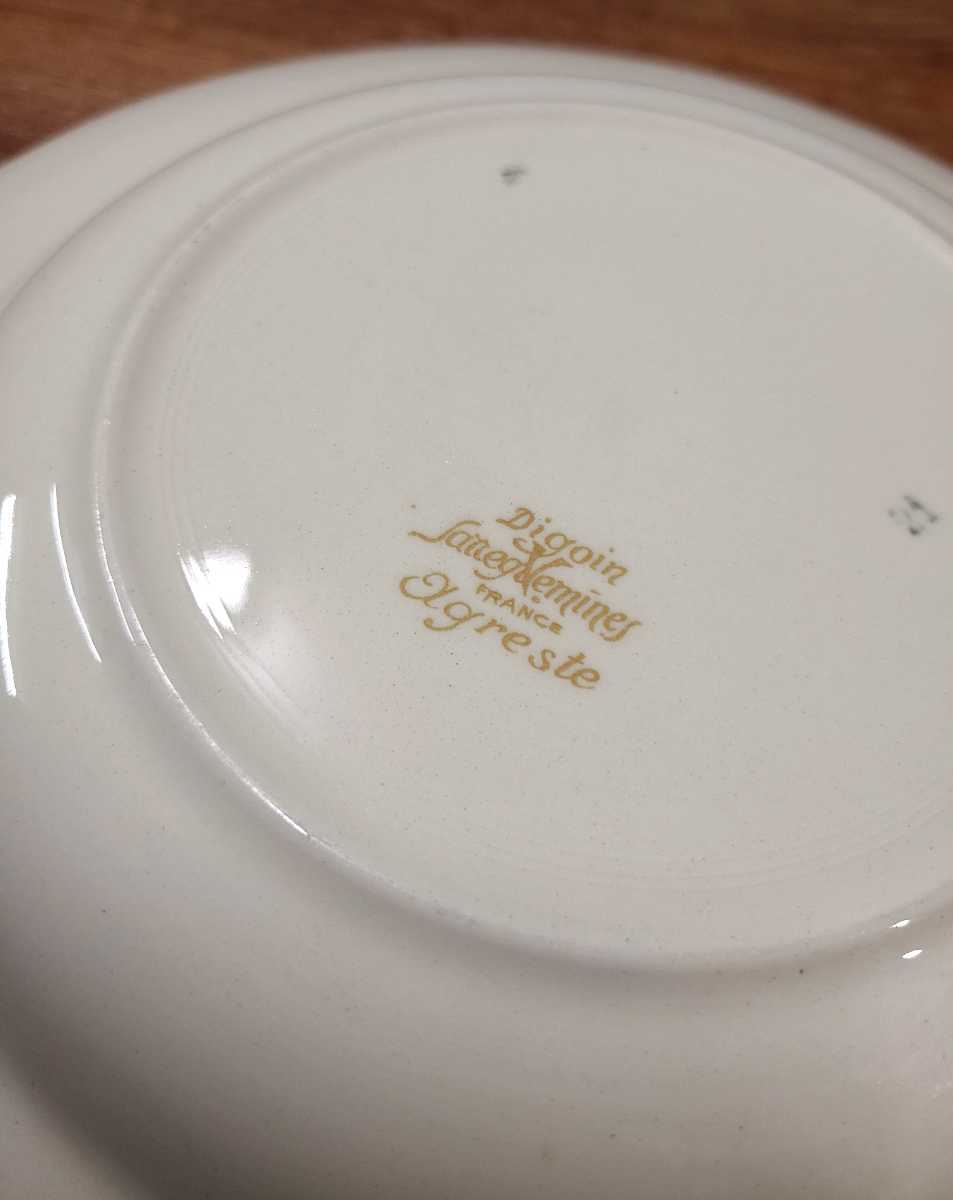 Digoin
Sarreguemines
FRANCE
Agreste